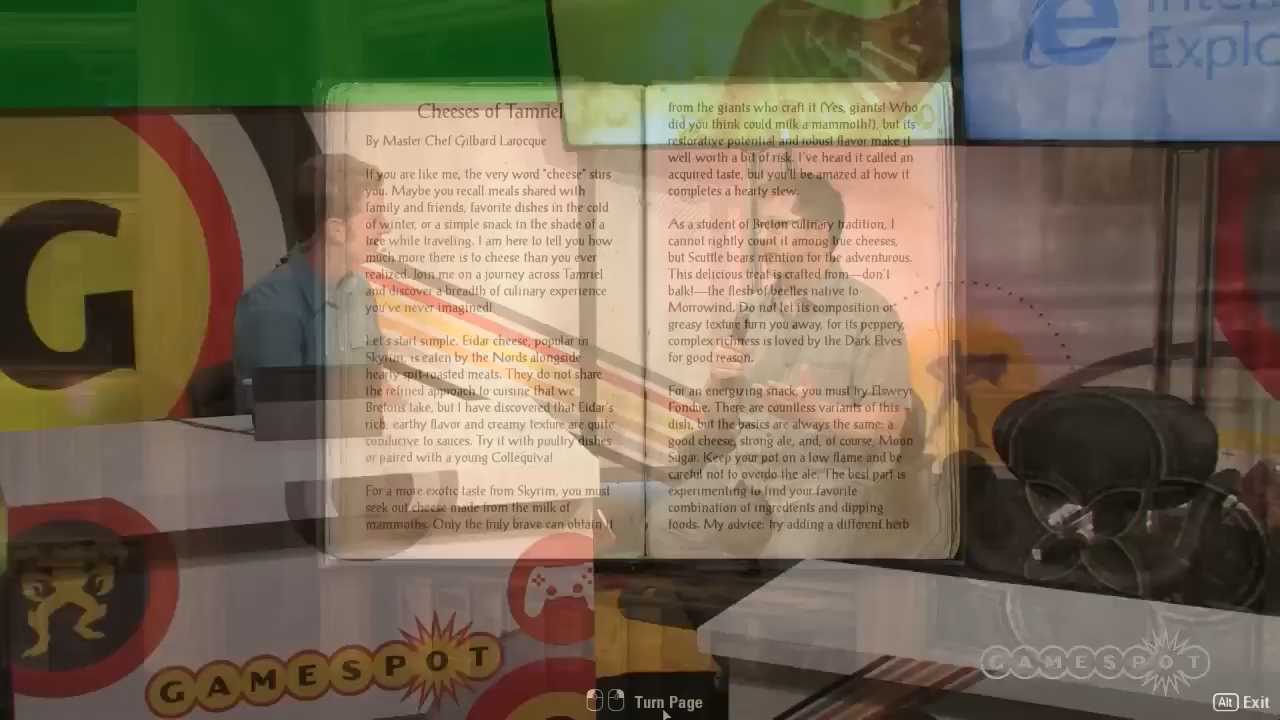 Inte
Explo
G
Cheeses of Tamriel
By Master Chef Gilbard Larocque
If you are like me, the very word "cheese" stirs
you. Maybe you recall meals shared with
family and friends, favorite dishes in the cold
of winter, or a simple snack in the shade of a
tree while traveling. I am here to tell you how
much more there is to cheese than you ever
realized. Join me on a journey across Tamriel
and discover a breadth of culinary experience
you've never imagined!
Let's start simple. Eidar cheese, popular in
Skyrim, is eaten by the Nords alongside
hearty spit-roasted meats. They do not share
the refined approach to cuisine that we
Bretons take, but I have discovered that Eidar's
rich, earthy flavor and creamy texture are quite
conducive to sauces. Try it with poultry dishes
or paired with a young Collequiva!
For a more exotic taste from Skyrim, you must
seek out cheese made from the milk of
mammoths. Only the truly brave can obtain it
from the giants who craft it (Yes, giants! Who
did you think could milk a mammoth?), but its
restorative potential and robust flavor make it
well worth a bit of risk. I've heard it called an
acquired taste, but you'll be amazed at how it
completes a hearty stew.
As a student of Breton culinary tradition, I
cannot rightly count it among true cheeses,
but Scuttle bears mention for the adventurous.
This delicious treat is crafted from—don't
balk!—the flesh of beetles native to
Morrowind. Do not let its composition or
greasy texture turn you away, for its peppery,
complex richness is loved by the Dark Elves
for good reason.
For an energizing snack, you must try Elsweyr
Fondue. There are countless variants of this
dish, but the basics are always the same: a
good cheese, strong ale, and, of course, Moon
Sugar. Keep your pot on a low flame and be
careful not to overdo the ale. The best part is
experimenting to find your favorite
combination of ingredients and dipping
foods. My advice: try adding a different herb
GAMESPOT
GAMESPOT
Turn Page
Alt Exit